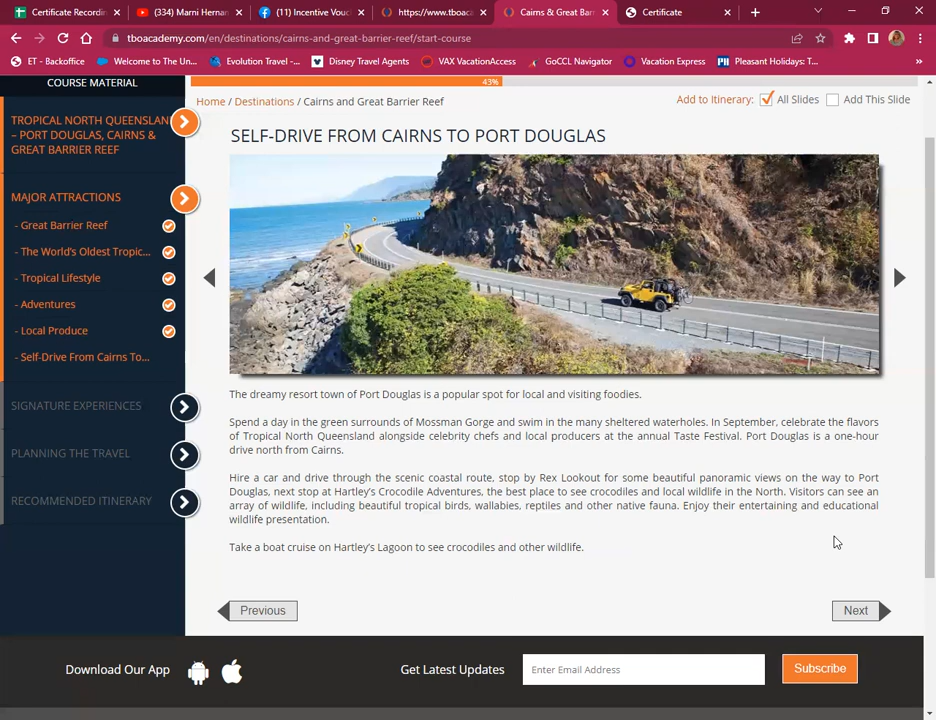 Certificate Recordin
(334) Marni Hernan
(11) Incentive Vouc
https://www.tboac
Cairns & Great Bar
Certificate
tboacademy.com/en/destinations/cairns-and-great-barrier-reef/start-course
ET - Backoffice
Welcome to The Un...
Evolution Travel -...
Disney Travel Agents
VAX VacationAccess
GoCCL Navigator
Vacation Express
Pleasant Holidays: T...
COURSE MATERIAL
43%
Home / Destinations / Cairns and Great Barrier Reef
Add to Itinerary:
All Slides
Add This Slide
TROPICAL NORTH QUEENSLAN
– PORT DOUGLAS, CAIRNS &
GREAT BARRIER REEF
MAJOR ATTRACTIONS
- Great Barrier Reef
- The World's Oldest Tropic...
- Tropical Lifestyle
- Adventures
- Local Produce
- Self-Drive From Cairns To...
SIGNATURE EXPERIENCES
PLANNING THE TRAVEL
RECOMMENDED ITINERARY
SELF-DRIVE FROM CAIRNS TO PORT DOUGLAS
The dreamy resort town of Port Douglas is a popular spot for local and visiting foodies.
Spend a day in the green surrounds of Mossman Gorge and swim in the many sheltered waterholes. In September, celebrate the flavors
of Tropical North Queensland alongside celebrity chefs and local producers at the annual Taste Festival. Port Douglas is a one-hour
drive north from Cairns.
Hire a car and drive through the scenic coastal route, stop by Rex Lookout for some beautiful panoramic views on the way to Port
Douglas, next stop at Hartley's Crocodile Adventures, the best place to see crocodiles and local wildlife in the North. Visitors can see an
array of wildlife, including beautiful tropical birds, wallabies, reptiles and other native fauna. Enjoy their entertaining and educational
wildlife presentation.
Take a boat cruise on Hartley's Lagoon to see crocodiles and other wildlife.
Previous
Next
Download Our App
Get Latest Updates
Enter Email Address
Subscribe